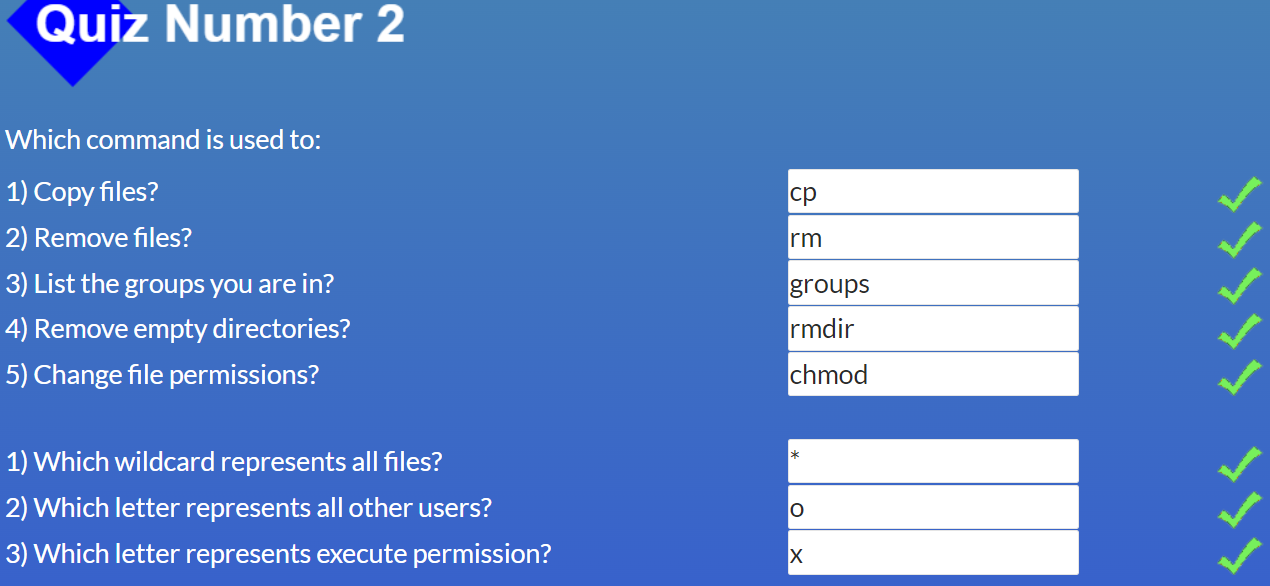 Quiz Number 2
Which command is used to:
1) Copy files? cp
2) Remove files? rm
3) List the groups you are in? groups
4) Remove empty directories? rmdir
5) Change file permissions? chmod
1) Which wildcard represents all files? *
2) Which letter represents all other users? o
3) Which letter represents execute permission? x